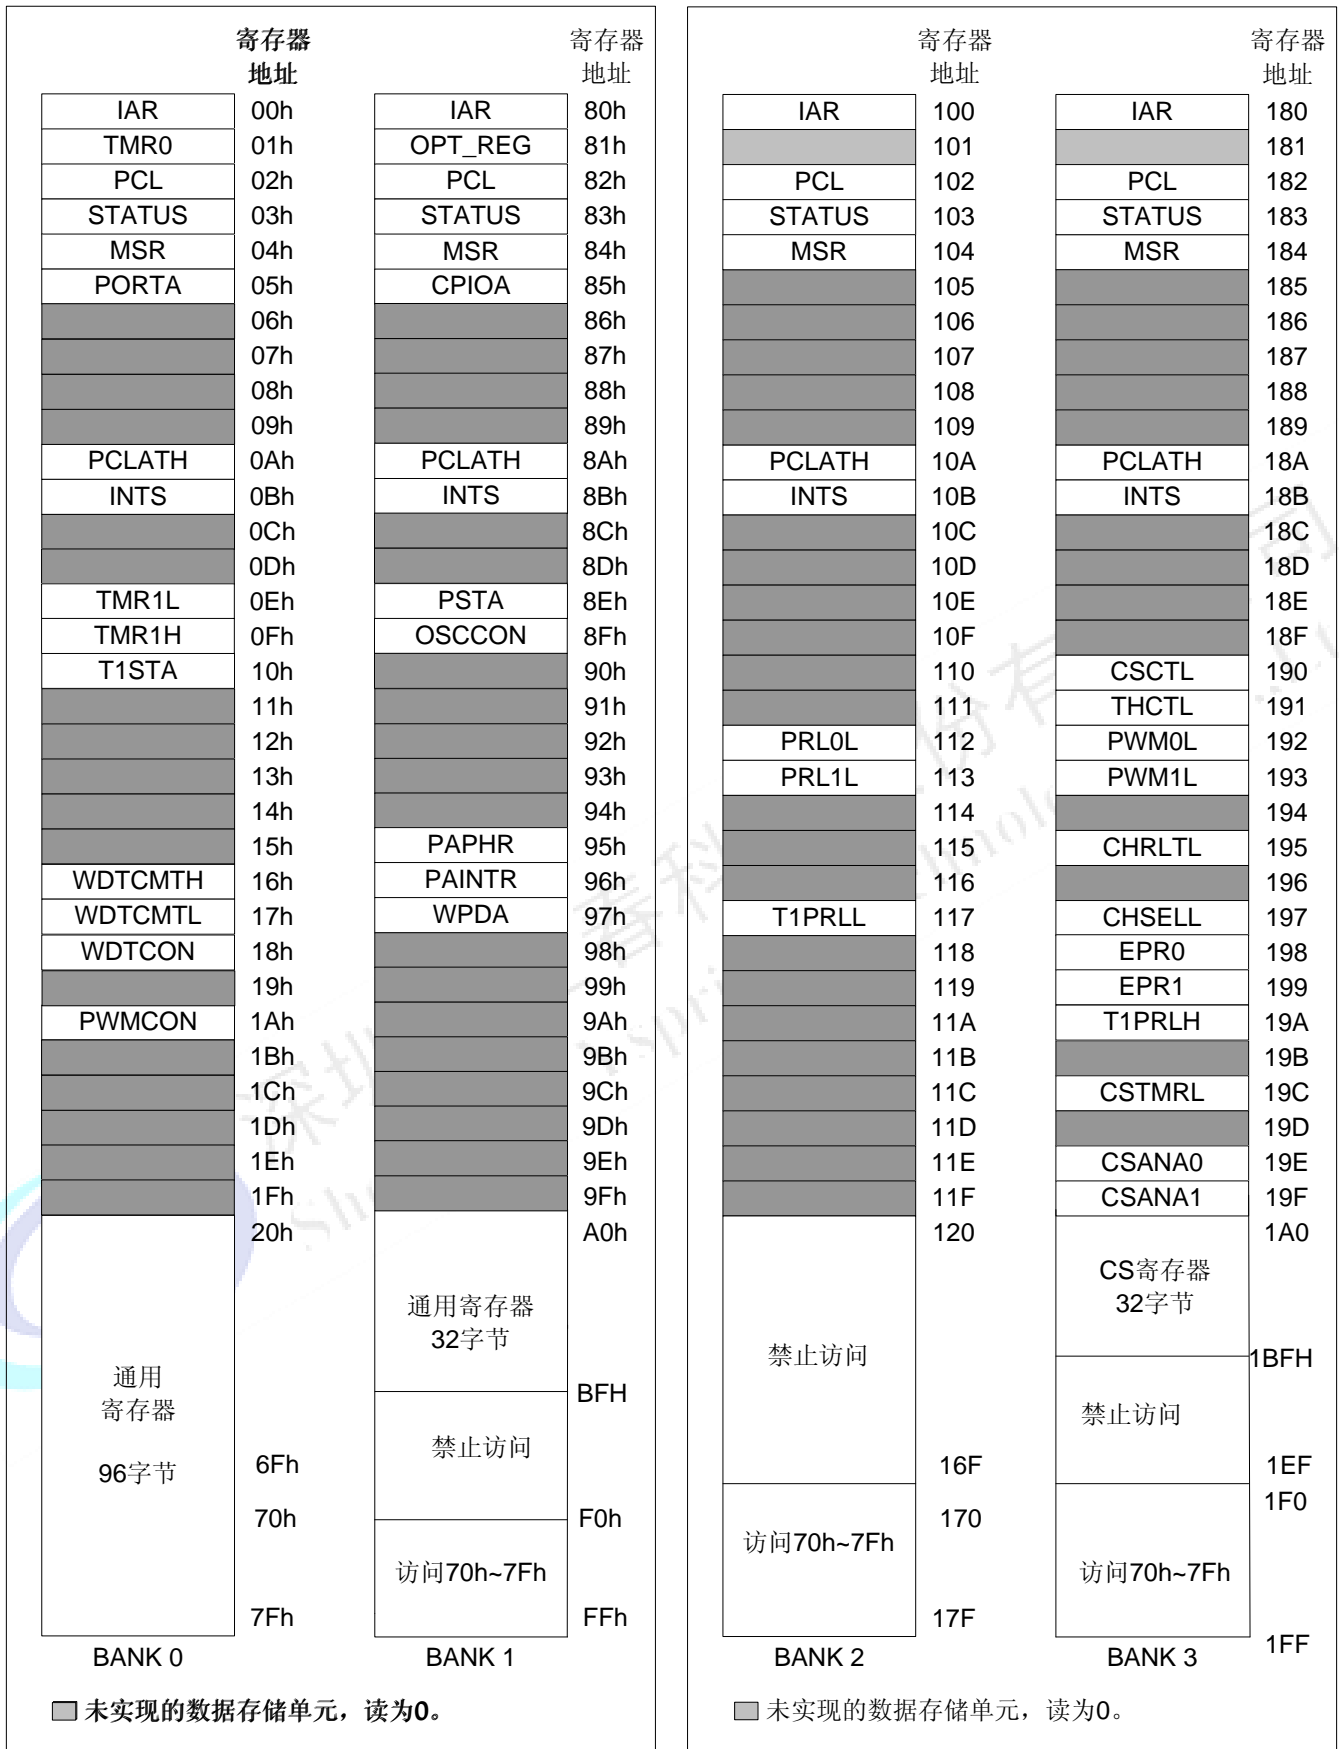 寄存器
地址
IAR 00h
TMR0 01h
PCL 02h
STATUS 03h
MSR 04h
PORTA 05h
06h
07h
08h
09h
PCLATH 0Ah
INTS 0Bh
0Ch
0Dh
TMR1L 0Eh
TMR1H 0Fh
T1STA 10h
11h
12h
13h
14h
15h
WDTCMTH 16h
WDTCMTL 17h
WDTCON 18h
19h
PWMCON 1Ah
1Bh
1Ch
1Dh
1Eh
1Fh
20h
通用
寄存器
96字节
6Fh
70h
7Fh
BANK 0
寄存器
地址
IAR 80h
OPT_REG 81h
PCL 82h
STATUS 83h
MSR 84h
CPIOA 85h
86h
87h
88h
89h
PCLATH 8Ah
INTS 8Bh
8Ch
8Dh
PSTA 8Eh
OSCCON 8Fh
90h
91h
92h
93h
94h
PAPHR 95h
PAINTR 96h
WPDA 97h
98h
99h
9Ah
9Bh
9Ch
9Dh
9Eh
9Fh
A0h
通用寄存器
32字节
BFH
禁止访问
F0h
访问70h~7Fh
FFh
BANK 1
未实现的数据存储单元，读为0。
寄存器
地址
IAR 100
101
PCL 102
STATUS 103
MSR 104
105
106
107
108
109
PCLATH 10A
INTS 10B
10C
10D
10E
10F
110
111
PRL0L 112
PRL1L 113
114
115
116
T1PRLL 117
118
119
11A
11B
11C
11D
11E
11F
120
禁止访问
16F
170
访问70h~7Fh
17F
BANK 2
寄存器
地址
IAR 180
181
PCL 182
STATUS 183
MSR 184
185
186
187
188
189
PCLATH 18A
INTS 18B
18C
18D
18E
18F
CSCTL 190
THCTL 191
PWM0L 192
PWM1L 193
194
CHRLTL 195
196
CHSELL 197
EPR0 198
EPR1 199
T1PRLH 19A
19B
CSTMRL 19C
19D
CSANA0 19E
CSANA1 19F
1A0
CS寄存器
32字节
1BFH
禁止访问
1EF
1F0
访问70h~7Fh
1FF
BANK 3
未实现的数据存储单元，读为0。